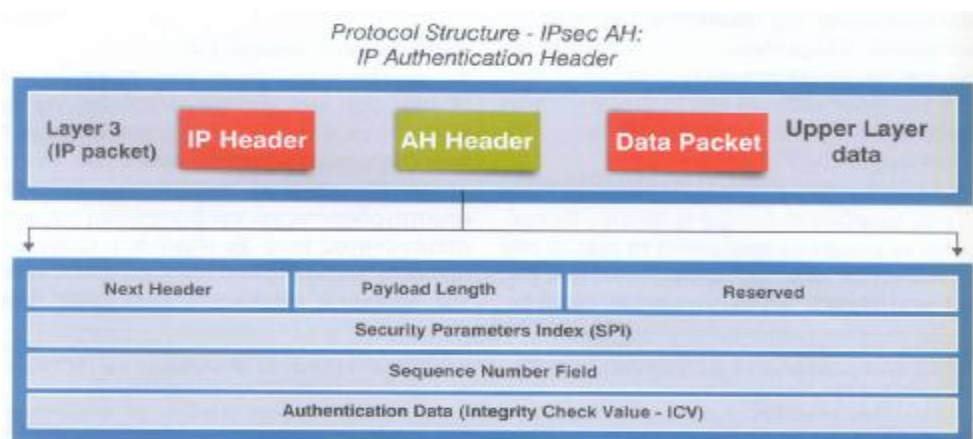 Protocol Structure - IPsec AH:
IP Authentication Header
Layer 3
(IP packet)
IP Header
AH Header
Data Packet
Upper Layer
data
Next Header
Payload Length
Reserved
Security Parameters Index (SPI)
Sequence Number Field
Authentication Data (Integrity Check Value - ICV)